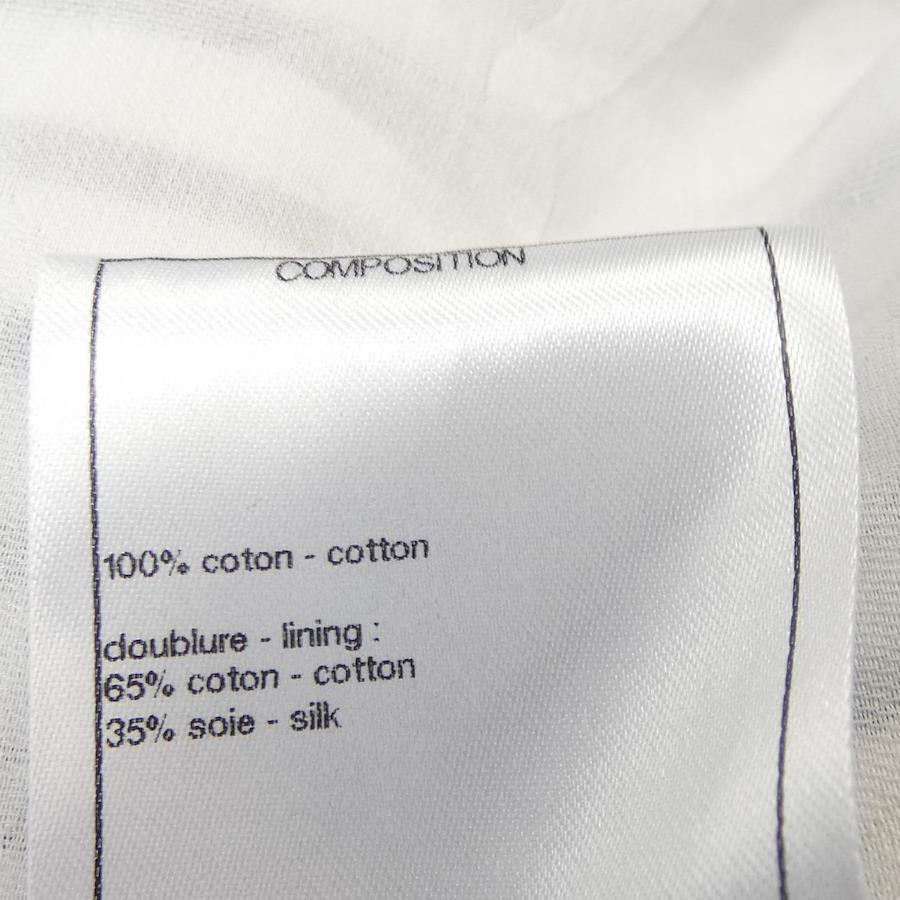 COMPOSITION
100% coton - cotton
doublure - lining :
65% coton - cotton
35% soie - silk